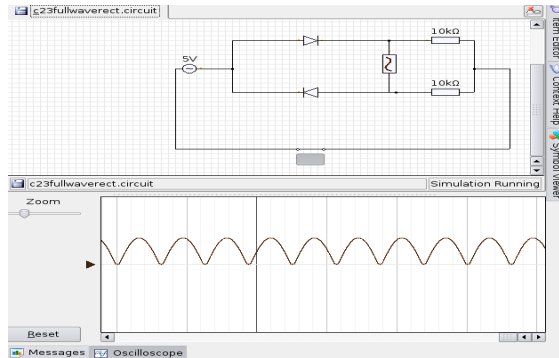 c23fullwaverect.circuit
10kΩ
5V
10kΩ
Item Editor
Context Help
Symbol Viewer
c23fullwaverect.circuit
Simulation Running
Zoom
Reset
Messages
Oscilloscope